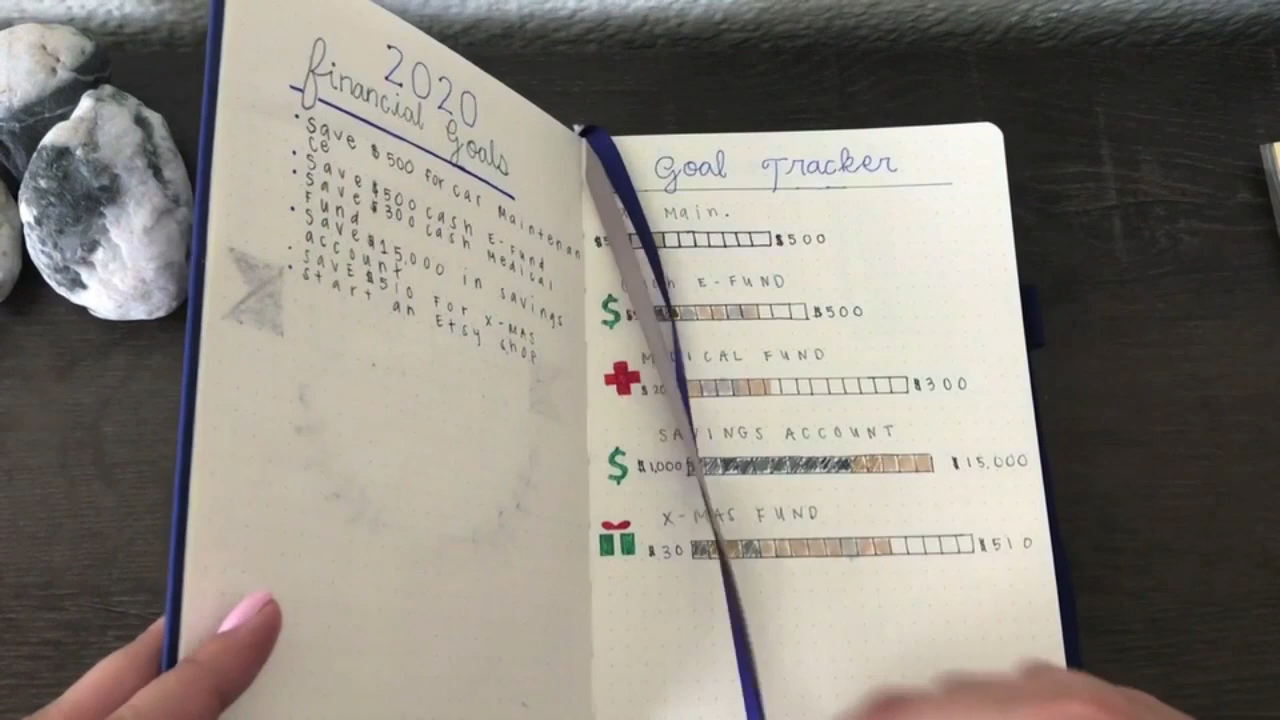 2020
financial Goals
• Save $500 for car Maintenan
ce
• Save $500 cash E-Fund
• Save $300 cash Medical
Fund
• Save $15,000 in savings
account
• Save $510 For X-MAS
• Start an Etsy shop
Goal Tracker
Main.
$500
E-FUND
$ $500
MEDICAL FUND
$20 $300
SAVINGS ACCOUNT
$ $1,000 $15,000
X-MAS FUND
$30 $510